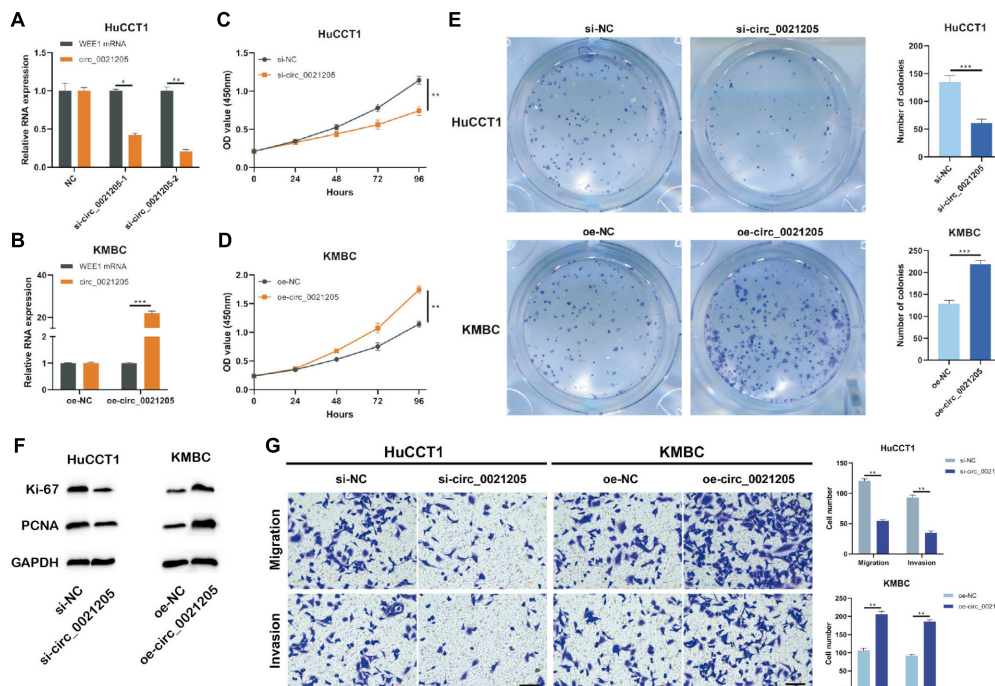 A
HuCCT1
WEE1 mRNA
circ_0021205
Relative RNA expression
1.5
1.0
0.5
0.0
*
**
NC
si-circ_0021205-1
si-circ_0021205-2
B
KMBC
WEE1 mRNA
circ_0021205
Relative RNA expression
40
20
1
0
***
oe-NC
oe-circ_0021205
C
HuCCT1
si-NC
si-circ_0021205
OD value (450nm)
1.5
1.0
0.5
0.0
**
0
24
48
72
96
Hours
D
KMBC
oe-NC
oe-circ_0021205
OD value (450nm)
2.0
1.5
1.0
0.5
0.0
**
0
24
48
72
96
Hours
E
si-NC
si-circ_0021205
HuCCT1
oe-NC
oe-circ_0021205
KMBC
HuCCT1
Number of colonies
200
150
100
50
0
***
si-NC
si-circ_0021205
KMBC
Number of colonies
250
200
150
100
50
0
***
oe-NC
oe-circ_0021205
F
HuCCT1
KMBC
Ki-67
PCNA
GAPDH
si-NC
si-circ_0021205
oe-NC
oe-circ_0021205
G
HuCCT1
KMBC
si-NC
si-circ_0021205
oe-NC
oe-circ_0021205
Migration
Invasion
HuCCT1
si-NC
si-circ_0021
Cell number
150
100
50
0
**
**
Migration
Invasion
KMBC
oe-NC
oe-circ_002
Cell number
250
200
150
100
50
**
**